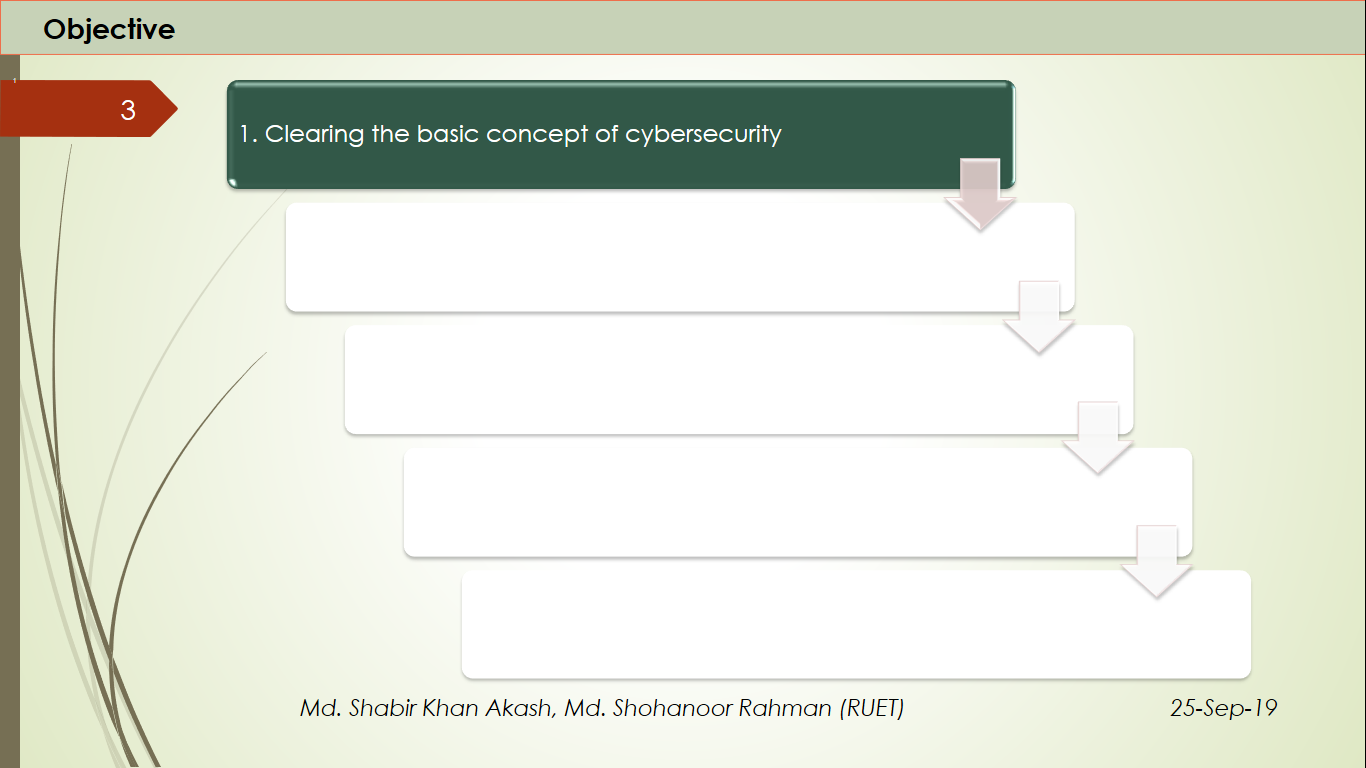 Objective
3
1. Clearing the basic concept of cybersecurity
Md. Shabir Khan Akash, Md. Shohanoor Rahman (RUET)
25-Sep-19